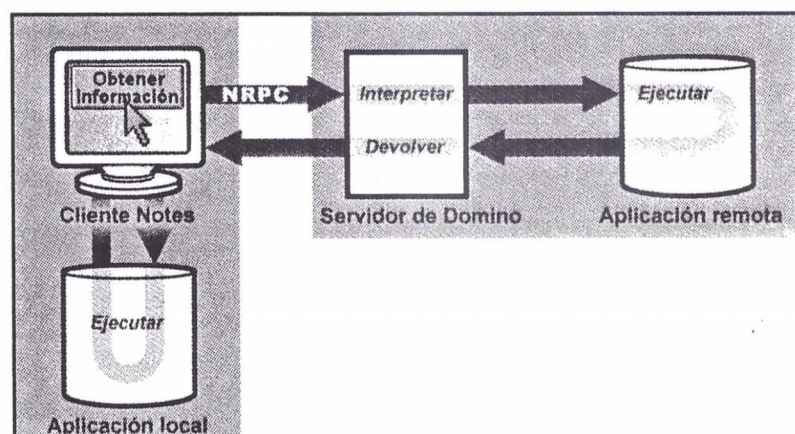 Obtener
Información
NRPC
Interpretar
Devolver
Ejecutar
Cliente Notes
Servidor de Domino
Aplicación remota
Ejecutar
Aplicación local